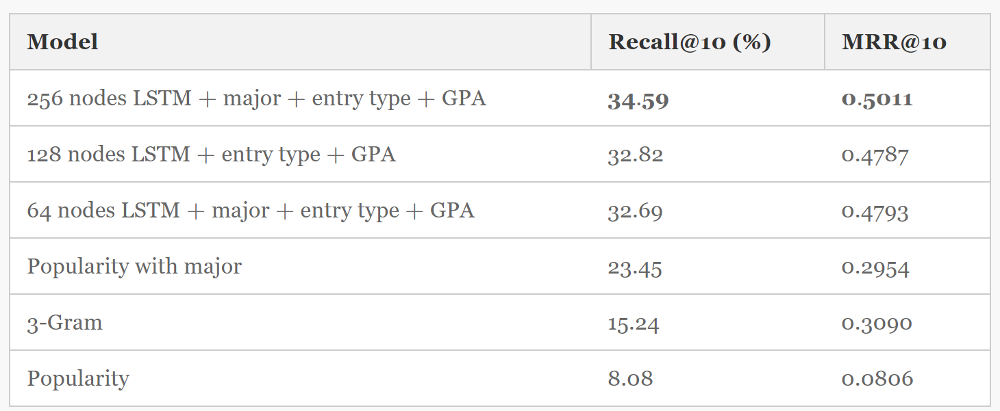 Model Recall@10 (%) MRR@10
256 nodes LSTM + major + entry type + GPA 34.59 0.5011
128 nodes LSTM + entry type + GPA 32.82 0.4787
64 nodes LSTM + major + entry type + GPA 32.69 0.4793
Popularity with major 23.45 0.2954
3-Gram 15.24 0.3090
Popularity 8.08 0.0806